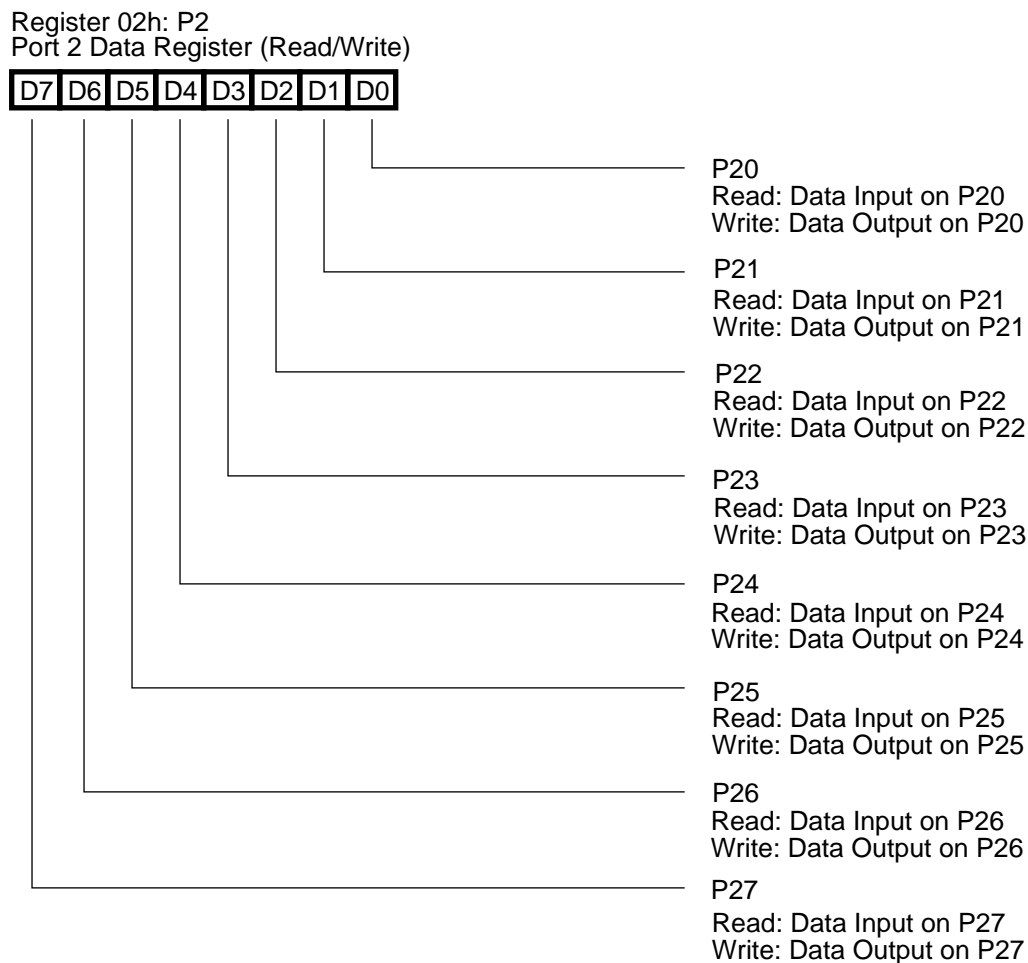 Register 02h: P2
Port 2 Data Register (Read/Write)
D7 D6 D5 D4 D3 D2 D1 D0
P20
Read: Data Input on P20
Write: Data Output on P20
P21
Read: Data Input on P21
Write: Data Output on P21
P22
Read: Data Input on P22
Write: Data Output on P22
P23
Read: Data Input on P23
Write: Data Output on P23
P24
Read: Data Input on P24
Write: Data Output on P24
P25
Read: Data Input on P25
Write: Data Output on P25
P26
Read: Data Input on P26
Write: Data Output on P26
P27
Read: Data Input on P27
Write: Data Output on P27